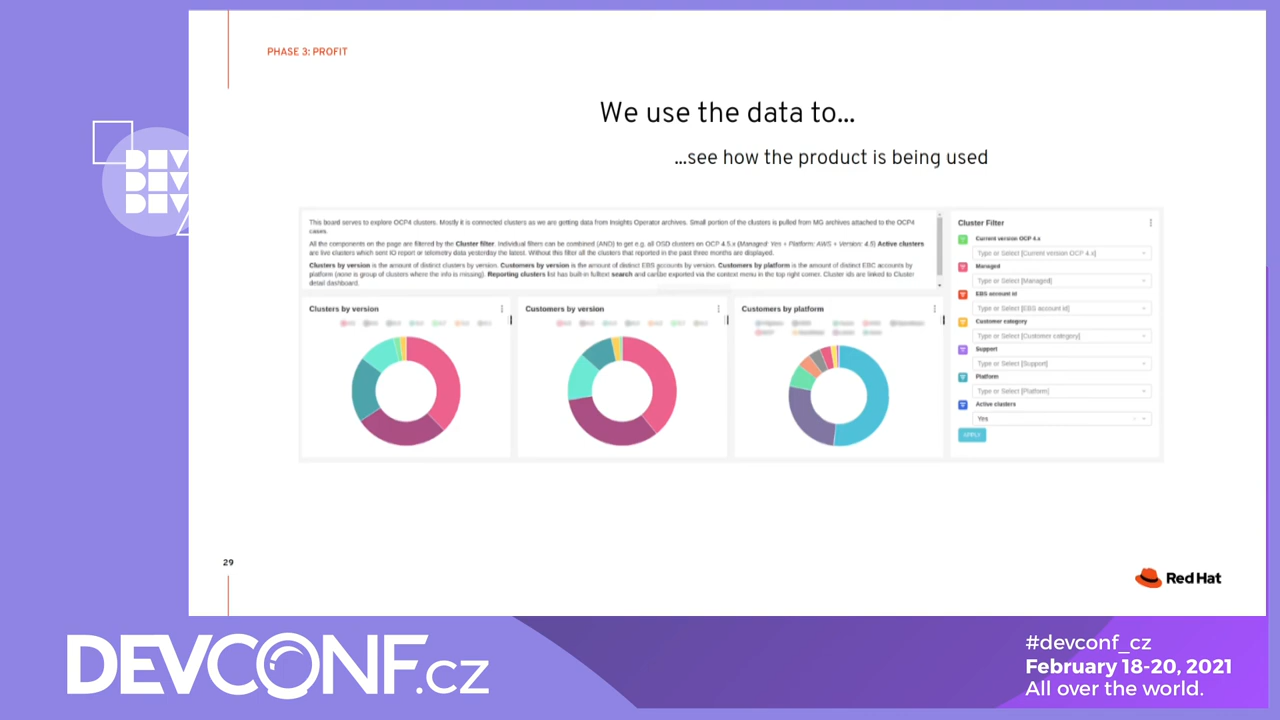 PHASE 3: PROFIT
We use the data to...
...see how the product is being used
DEV
DEV
DEV
This board serves to explore OCP4 clusters. Mostly it is connected clusters as we are getting data from Insights Operator archives. Small portion of the clusters is pulled from MG archives attached to the OCP4
cases.
All the components on the page are filtered by the Cluster filter. Individual filters can be combined (AND) to get e.g. all OSD clusters on OCP 4.5.x (Managed: Yes + Platform: AWS + Version: 4.5) Active clusters
are live clusters which sent IO report or telemetry data yesterday the latest. Without this filter all the clusters that reported in the past three months are displayed.
Clusters by version is the amount of distinct clusters by version. Customers by version is the amount of distinct EBS accounts by version. Customers by platform is the amount of distinct EBC accounts by
platform (none is group of clusters where the info is missing). Reporting clusters list has built-in fulltext search and can be exported via the context menu in the top right corner. Cluster ids are linked to Cluster
detail dashboard.
Clusters by version
Customers by version
Customers by platform
Cluster Filter
Current version OCP 4.x
Type or Select [Current version OCP 4.x]
Managed
Type or Select [Managed]
EBS account id
Type or Select [EBS account id]
Customer category
Type or Select [Customer category]
Support
Type or Select [Support]
Platform
Type or Select [Platform]
Active clusters
Yes
APPLY
29
Red Hat
DEVCONF.cz
#devconf_cz
February 18-20, 2021
All over the world.